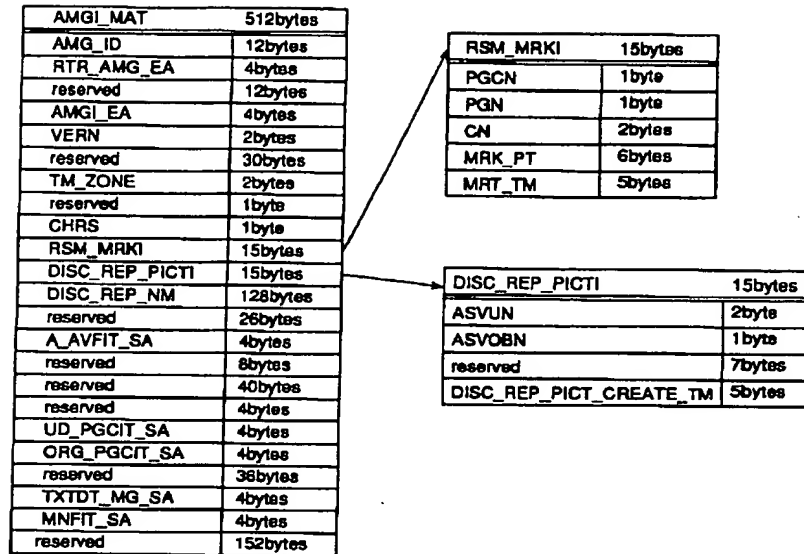 AMGI_MAT 512bytes
AMG_ID 12bytes
RTR_AMG_EA 4bytes
reserved 12bytes
AMGI_EA 4bytes
VERN 2bytes
reserved 30bytes
TM_ZONE 2bytes
reserved 1byte
CHRS 1byte
RSM_MRKI 15bytes
DISC_REP_PICTI 15bytes
DISC_REP_NM 128bytes
reserved 26bytes
A_AVFIT_SA 4bytes
reserved 8bytes
reserved 40bytes
reserved 4bytes
UD_PGCIT_SA 4bytes
ORG_PGCIT_SA 4bytes
reserved 36bytes
TXTDT_MG_SA 4bytes
MNFIT_SA 4bytes
reserved 152bytes
RSM_MRKI 15bytes
PGCN 1byte
PGN 1byte
CN 2bytes
MRK_PT 6bytes
MRT_TM 5bytes
DISC_REP_PICTI 15bytes
ASVUN 2byte
ASVOBN 1byte
reserved 7bytes
DISC_REP_PICT_CREATE_TM 5bytes